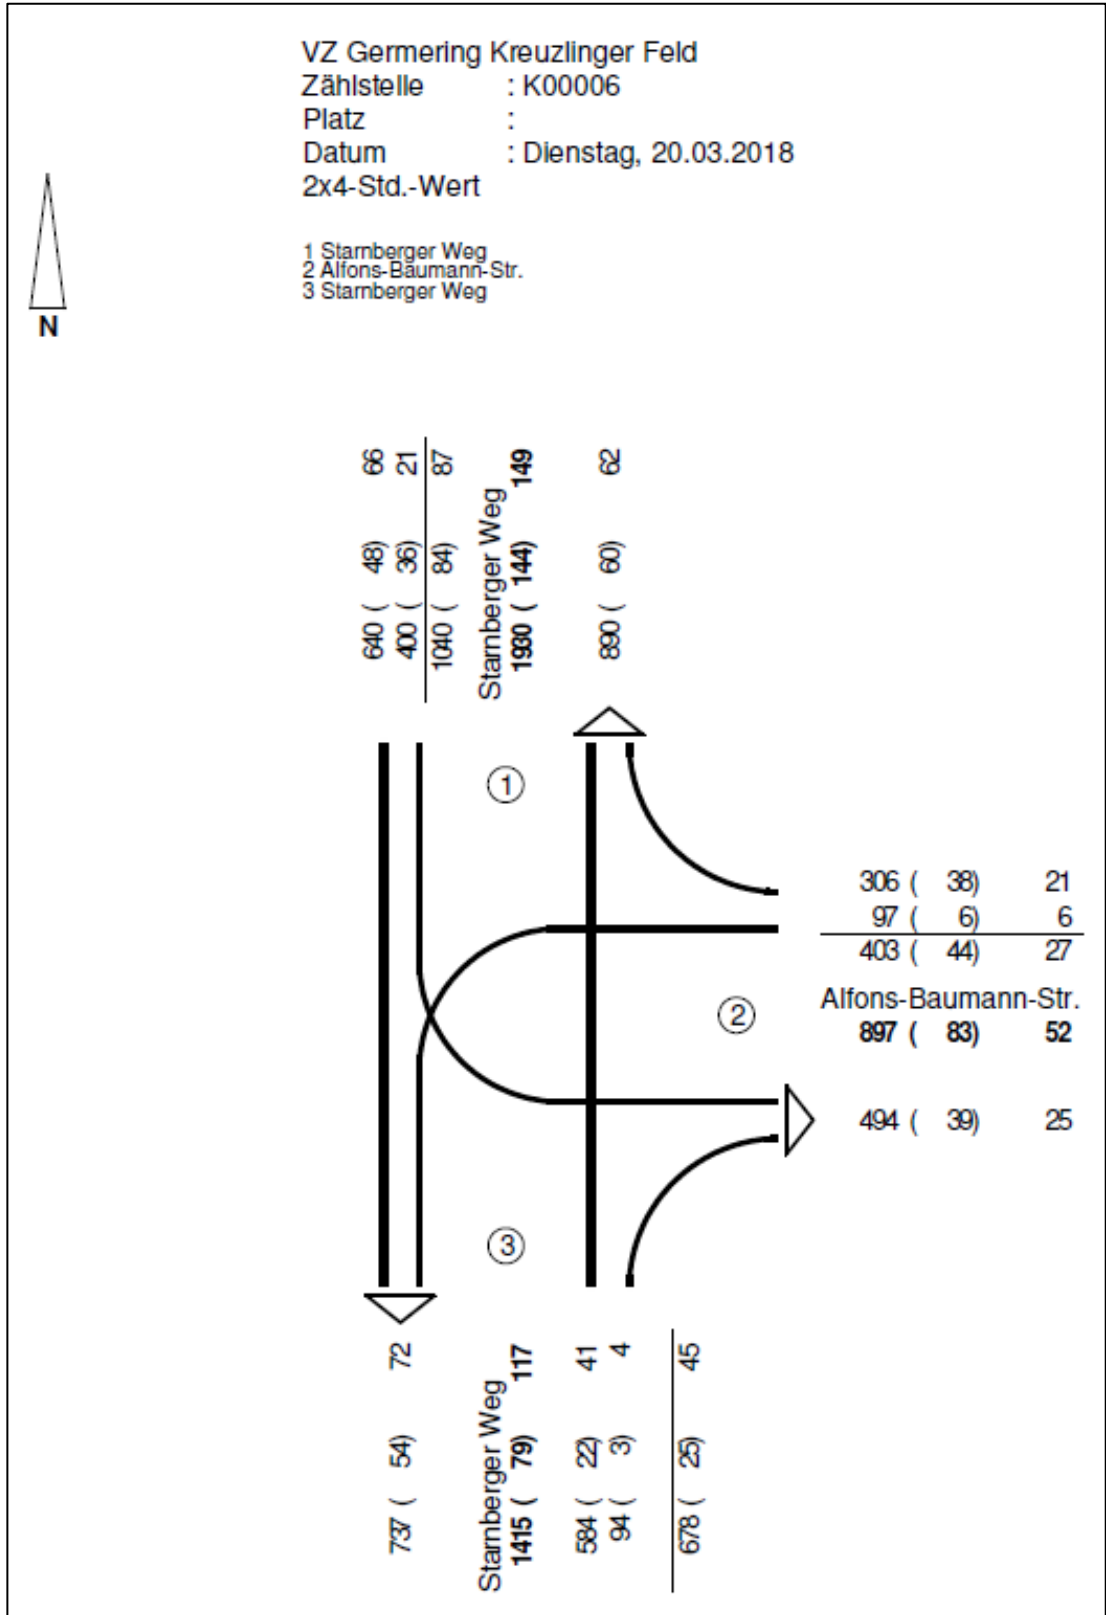 VZ Germering Kreuzlinger Feld
Zählstelle : K00006
Platz :
Datum : Dienstag, 20.03.2018
2x4-Std.-Wert
1 Starnberger Weg
2 Alfons-Baumann-Str.
3 Starnberger Weg
N
640 ( 48) 66
400 ( 36) 21
1040 ( 84) 87
Starnberger Weg
1930 ( 144) 149
890 ( 60) 62
1
306 ( 38) 21
97 ( 6) 6
403 ( 44) 27
Alfons-Baumann-Str.
897 ( 83) 52
2
494 ( 39) 25
3
737 ( 54) 72
Starnberger Weg
1415 ( 79) 117
584 ( 22) 41
94 ( 3) 4
678 ( 25) 45